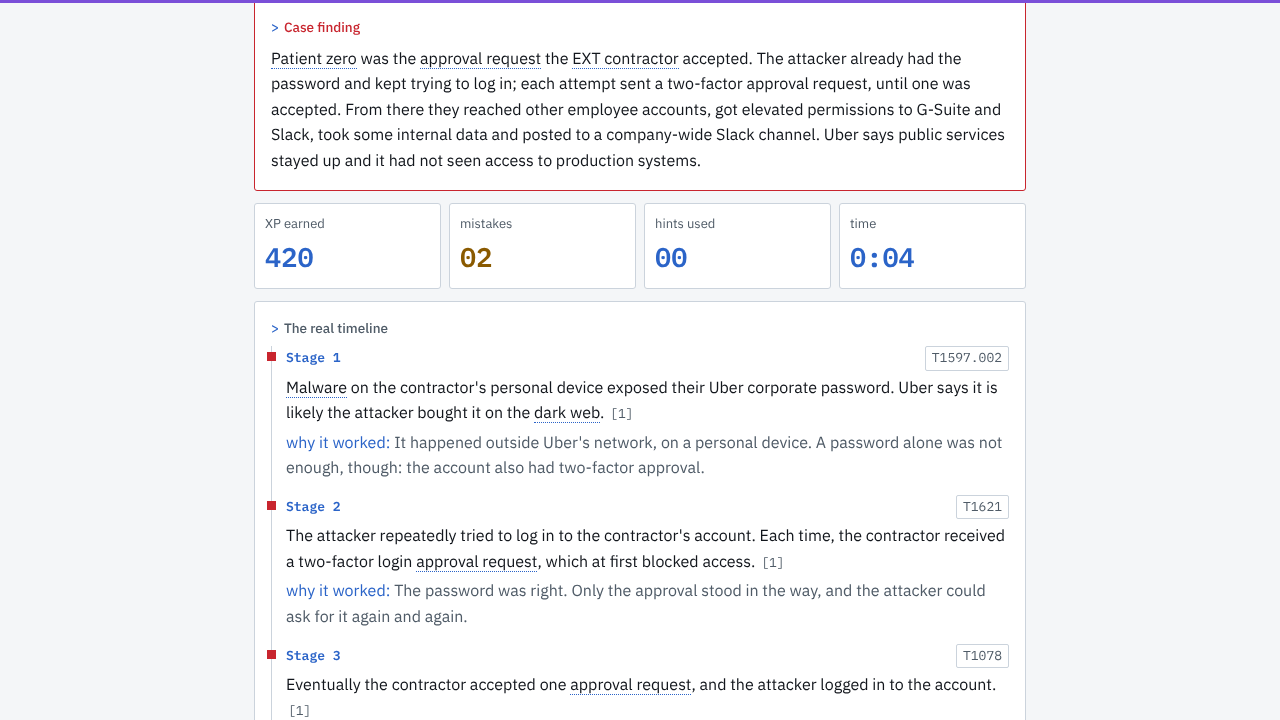 > Case finding
Patient zero was the approval request the EXT contractor accepted. The attacker already had the
password and kept trying to log in; each attempt sent a two-factor approval request, until one was
accepted. From there they reached other employee accounts, got elevated permissions to G-Suite and
Slack, took some internal data and posted to a company-wide Slack channel. Uber says public services
stayed up and it had not seen access to production systems.
XP earned
420
mistakes
02
hints used
00
time
0:04
> The real timeline
Stage 1
T1597.002
Malware on the contractor's personal device exposed their Uber corporate password. Uber says it is
likely the attacker bought it on the dark web. [1]
why it worked: It happened outside Uber's network, on a personal device. A password alone was not
enough, though: the account also had two-factor approval.
Stage 2
T1621
The attacker repeatedly tried to log in to the contractor's account. Each time, the contractor received
a two-factor login approval request, which at first blocked access. [1]
why it worked: The password was right. Only the approval stood in the way, and the attacker could
ask for it again and again.
Stage 3
T1078
Eventually the contractor accepted one approval request, and the attacker logged in to the account.
[1]